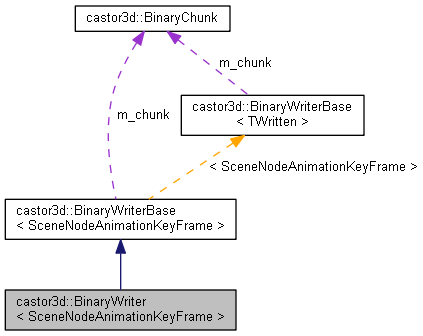 castor3d::BinaryChunk
m_chunk
castor3d::BinaryWriterBase
< TWritten >
m_chunk
< SceneNodeAnimationKeyFrame >
castor3d::BinaryWriterBase
< SceneNodeAnimationKeyFrame >
castor3d::BinaryWriter
< SceneNodeAnimationKeyFrame >